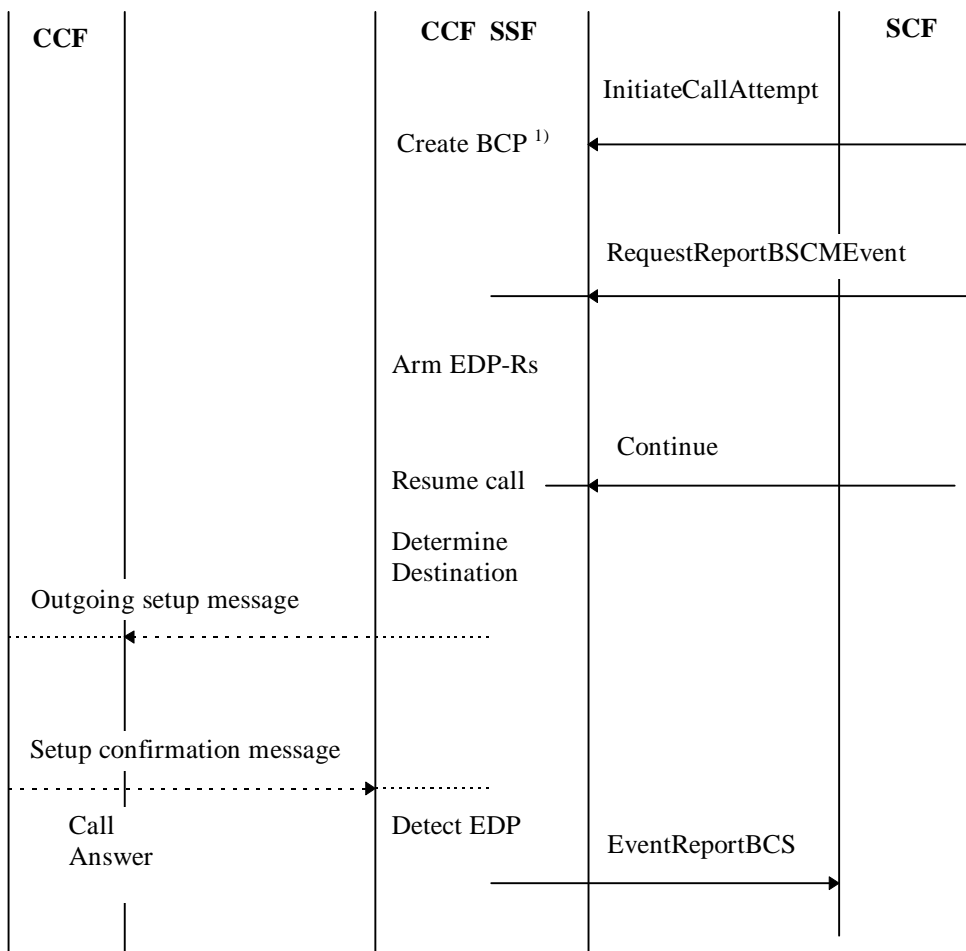 CCF
CCF SSF
SCF
InitiateCallAttempt
Create BCP 1)
RequestReportBSCMEvent
Arm EDP-Rs
Continue
Resume call
Determine
Destination
Outgoing setup message
Setup confirmation message
Call
Answer
Detect EDP
EventReportBCS